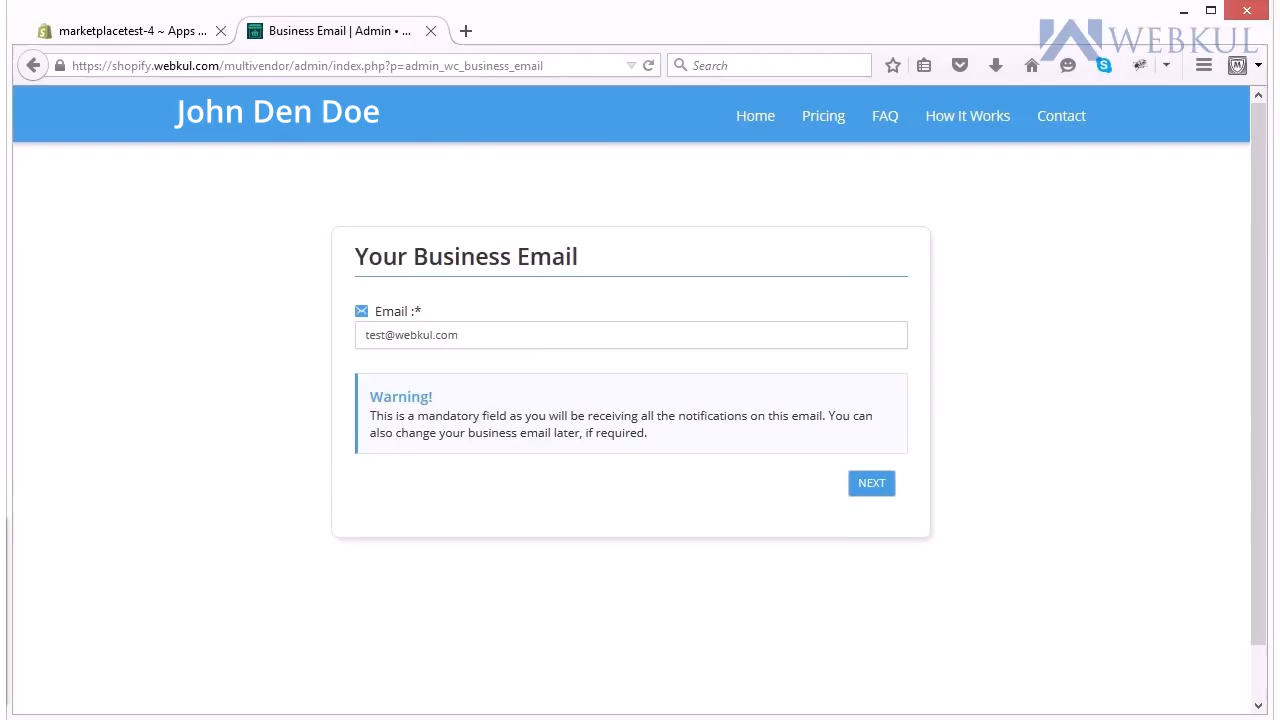 marketplacetest-4 ~ Apps ...
Business Email | Admin • ...
WEBKUL
https://shopify.webkul.com/multivendor/admin/index.php?p=admin_wc_business_email
Search
John Den Doe
Home
Pricing
FAQ
How It Works
Contact
Your Business Email
Email :*
test@webkul.com
Warning!
This is a mandatory field as you will be receiving all the notifications on this email. You can
also change your business email later, if required.
NEXT